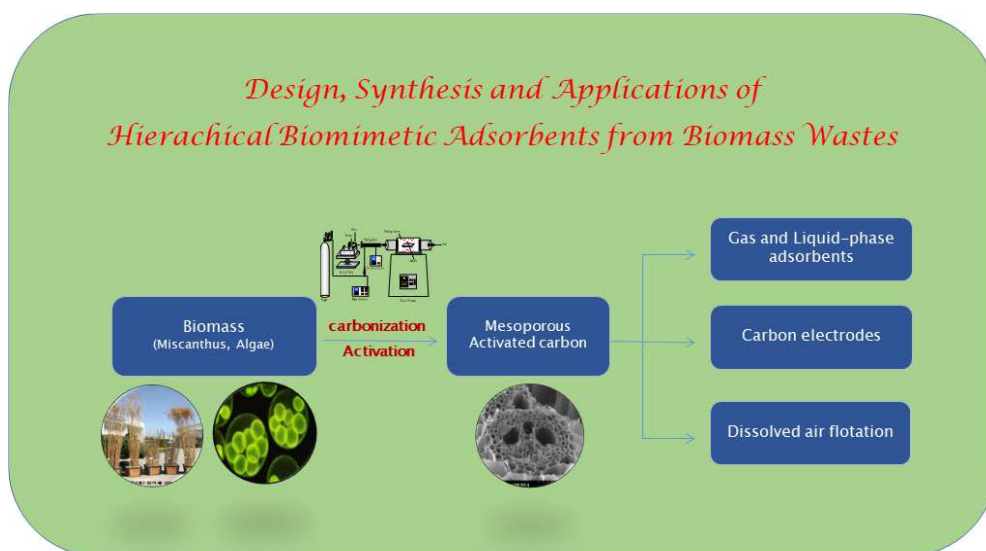 Design, Synthesis and Applications of
Hierachical Biomimetic Adsorbents from Biomass Wastes
Gas and Liquid-phase
adsorbents
Biomass
(Miscanthus, Algae)
carbonization
Activation
Mesoporous
Activated carbon
Carbon electrodes
Dissolved air flotation